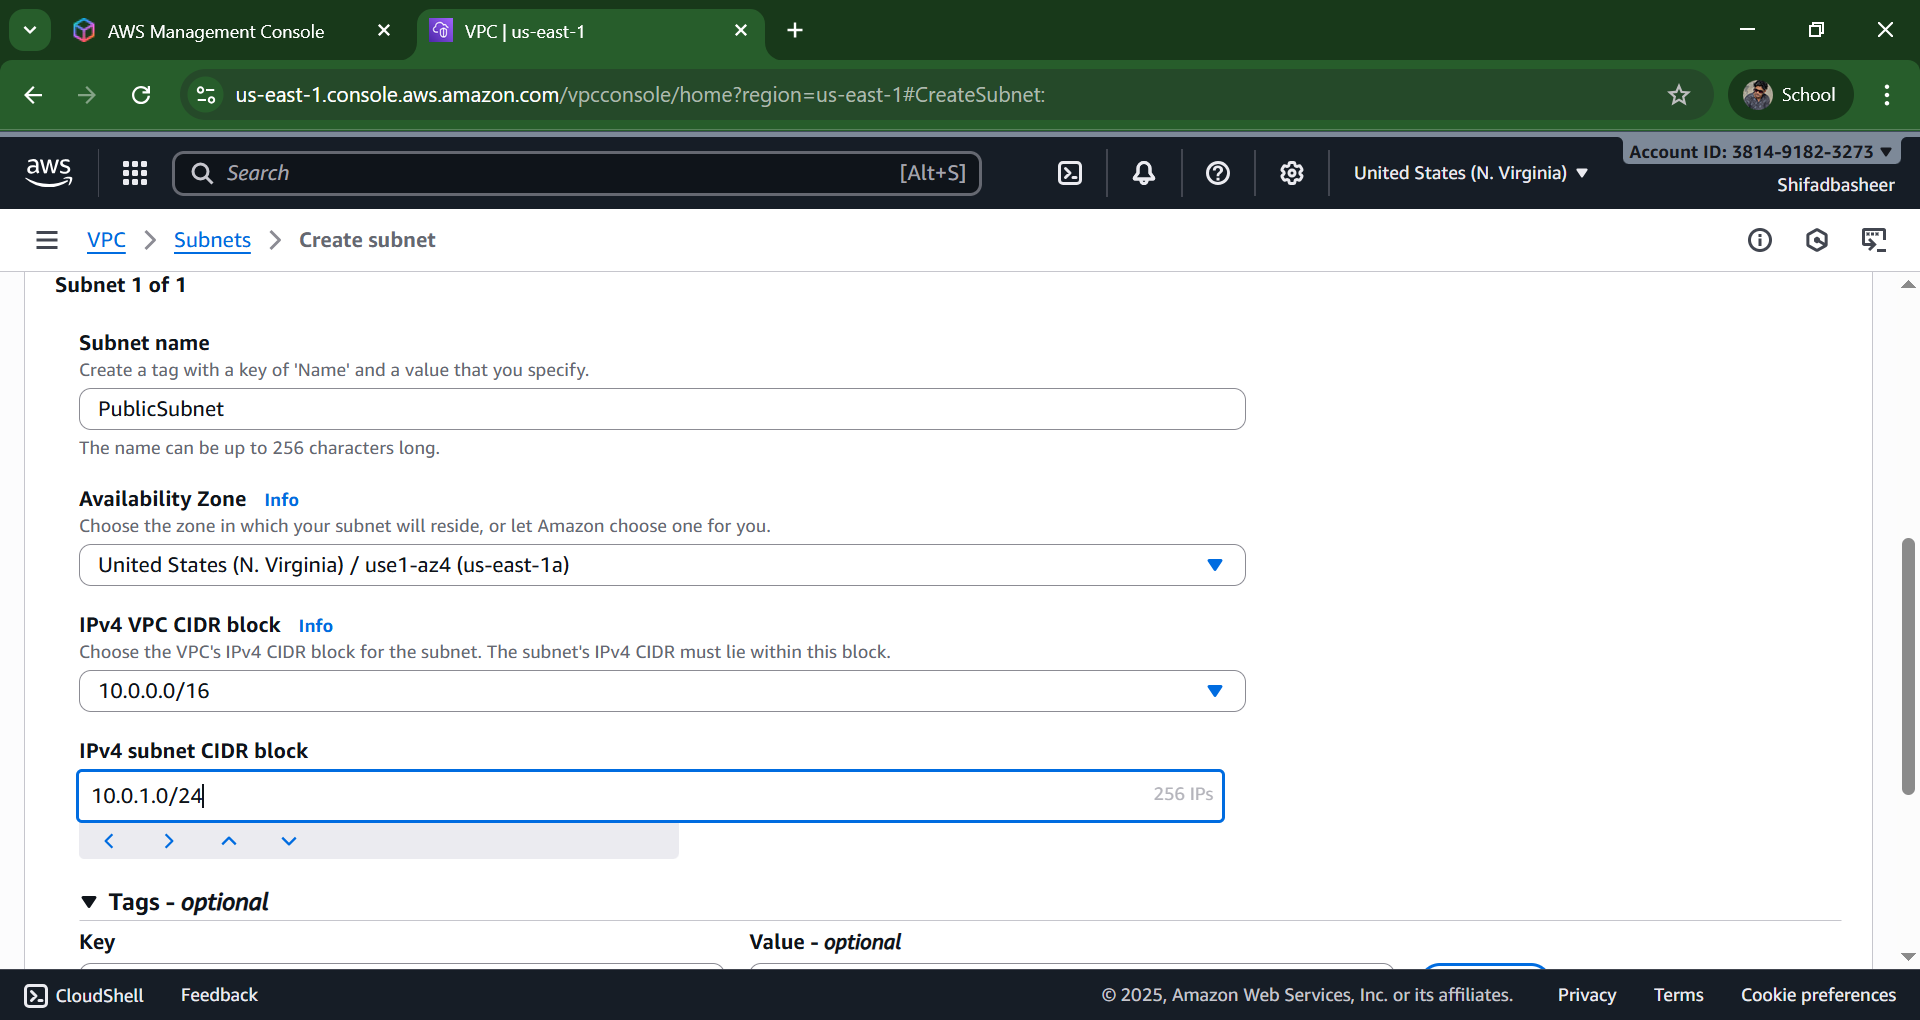 AWS Management Console
VPC | us-east-1
us-east-1.console.aws.amazon.com/vpcconsole/home?region=us-east-1#CreateSubnet:
School
aws
Search
[Alt+S]
United States (N. Virginia)
Account ID: 3814-9182-3273
Shifadbasheer
VPC
Subnets
Create subnet
Subnet 1 of 1
Subnet name
Create a tag with a key of 'Name' and a value that you specify.
PublicSubnet
The name can be up to 256 characters long.
Availability Zone Info
Choose the zone in which your subnet will reside, or let Amazon choose one for you.
United States (N. Virginia) / use1-az4 (us-east-1a)
IPv4 VPC CIDR block Info
Choose the VPC's IPv4 CIDR block for the subnet. The subnet's IPv4 CIDR must lie within this block.
10.0.0.0/16
IPv4 subnet CIDR block
10.0.1.0/24
256 IPs
Tags - optional
Key
Value - optional
CloudShell
Feedback
© 2025, Amazon Web Services, Inc. or its affiliates.
Privacy
Terms
Cookie preferences